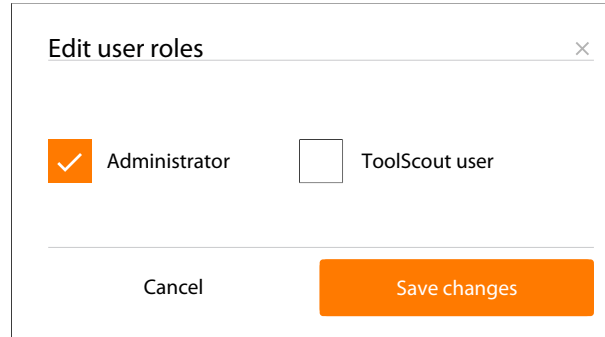 Edit user roles
Administrator ToolScout user
Cancel Save changes